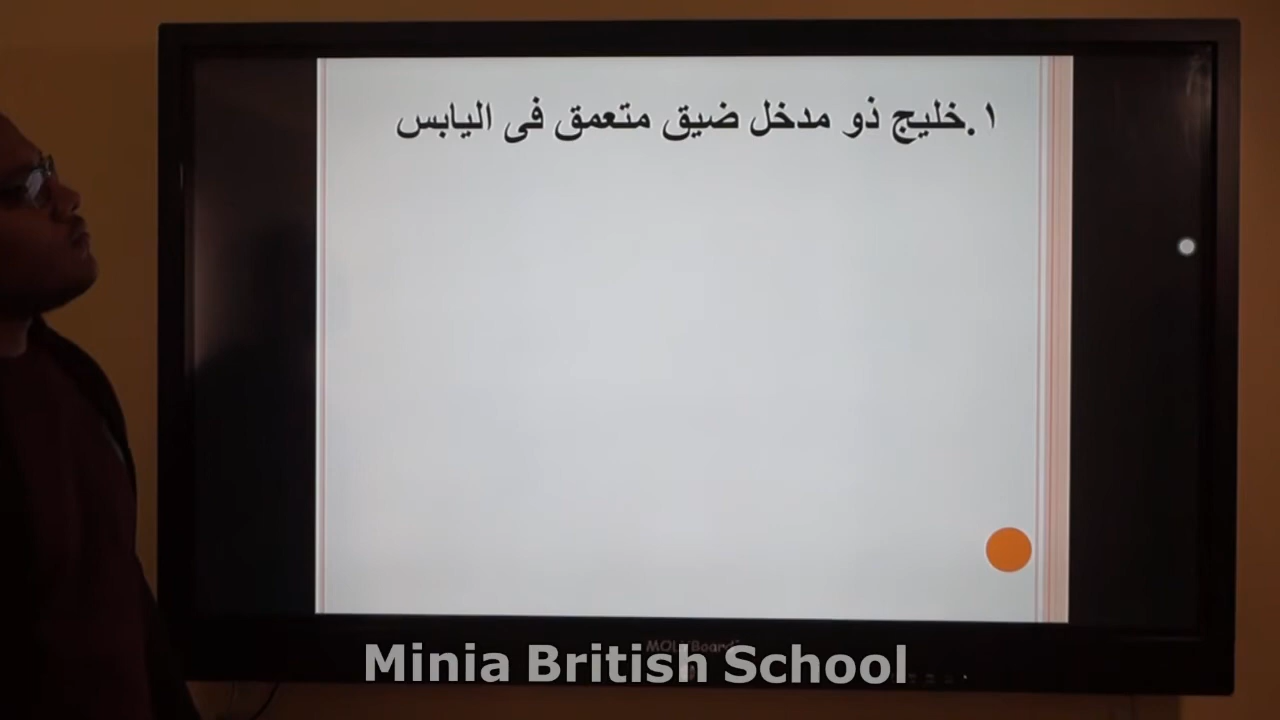 ١.خليج ذو مدخل ضيق متعمق فى اليابس
Minia British School